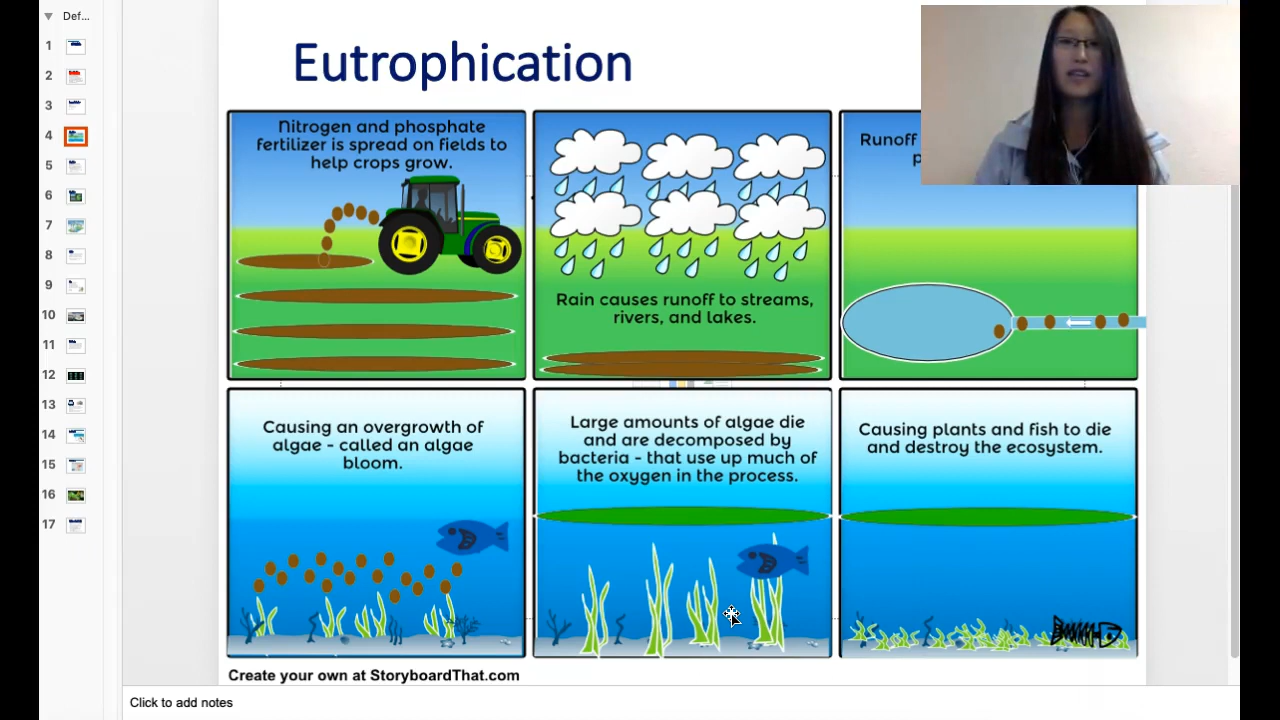 Def...
1
2
3
4
5
6
7
8
9
10
11
12
13
14
15
16
17
Eutrophication
Nitrogen and phosphate
fertilizer is spread on fields to
help crops grow.
Rain causes runoff to streams,
rivers, and lakes.
Runoff
Causing an overgrowth of
algae - called an algae
bloom.
Large amounts of algae die
and are decomposed by
bacteria - that use up much of
the oxygen in the process.
Causing plants and fish to die
and destroy the ecosystem.
Create your own at StoryboardThat.com
Click to add notes